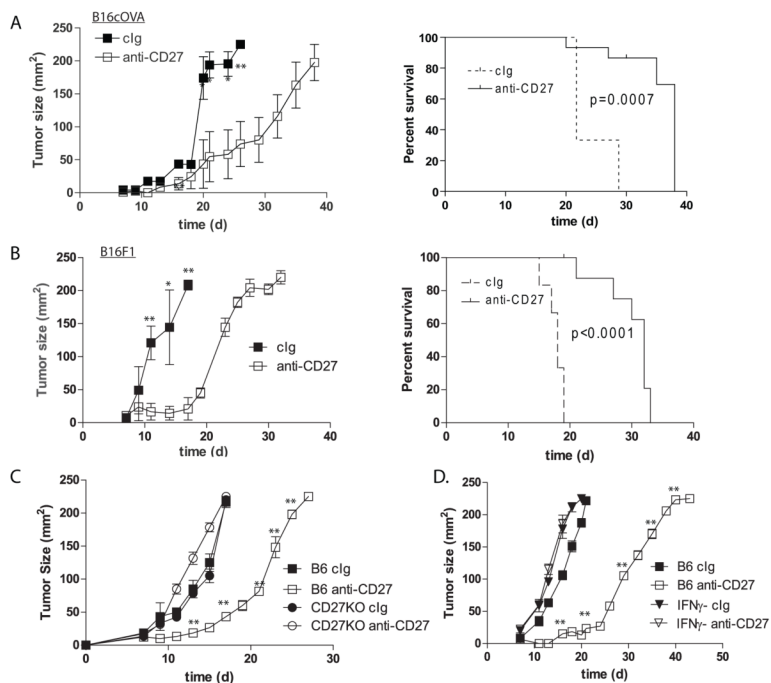 A
B16cOVA
cIg
anti-CD27
Tumor size (mm²)
250
200
150
100
50
0
0 10 20 30 40
time (d)
* * * **
**
Percent survival
100
80
60
40
20
0
cIg
anti-CD27
p=0.0007
0 10 20 30 40
time (d)
B
B16F1
Tumor size (mm²)
250
200
150
100
50
0
** * **
cIg
anti-CD27
0 10 20 30 40
time (d)
Percent survival
100
80
60
40
20
0
cIg
anti-CD27
p<0.0001
0 10 20 30 40
time (d)
C
Tumor Size (mm²)
250
200
150
100
50
0
** ** ** ** **
B6 cIg
B6 anti-CD27
CD27KO cIg
CD27KO anti-CD27
0 10 20 30
time (d)
D.
Tumor size (mm²)
250
200
150
100
50
0
** ** ** ** **
B6 cIg
B6 anti-CD27
IFNγ- cIg
IFNγ- anti-CD27
0 10 20 30 40 50
time (d)